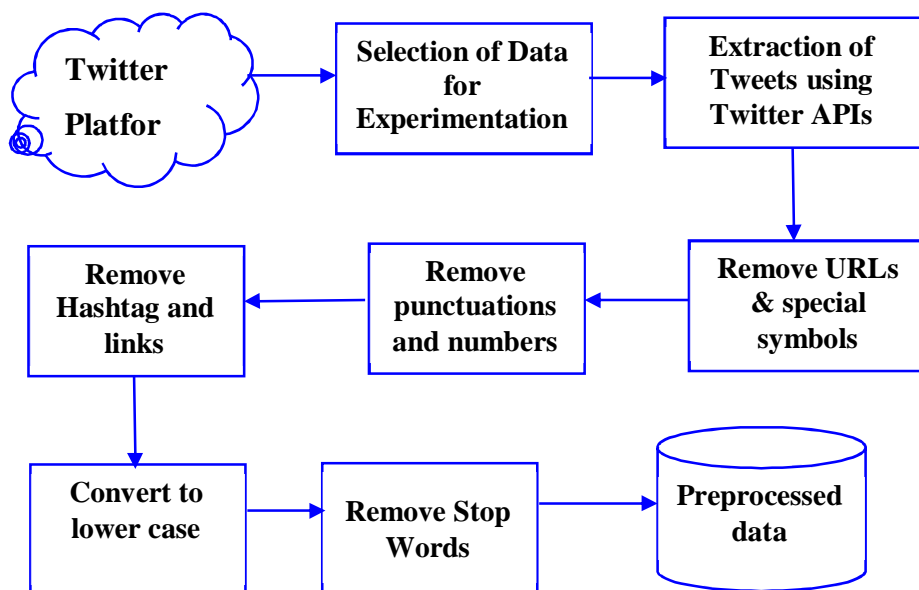 Twitter
Platfor
Selection of Data
for
Experimentation
Extraction of
Tweets using
Twitter APIs
Remove URLs
& special
symbols
Remove
punctuations
and numbers
Remove
Hashtag and
links
Convert to
lower case
Remove Stop
Words
Preprocessed
data